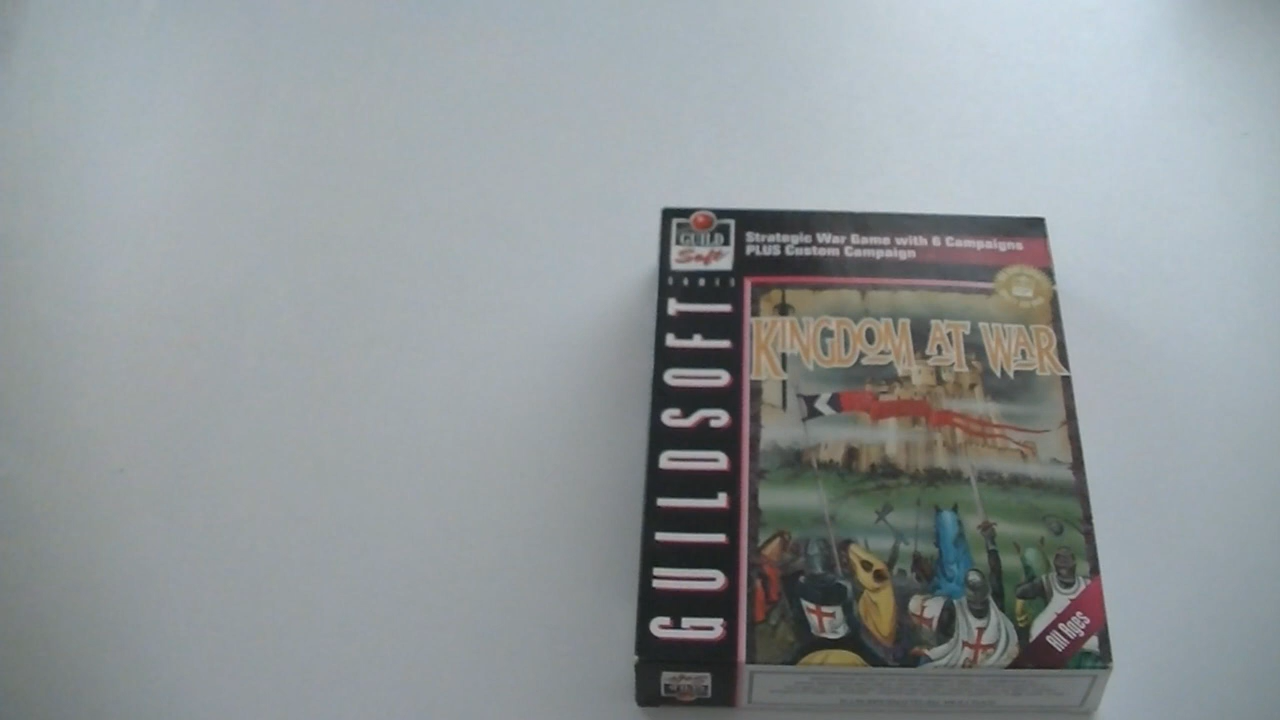 GUILD
Soft
GAMES
Strategic War Game with 6 Campaigns
PLUS Custom Campaign
GUILDSOFT
KINGDOM AT WAR
All Ages